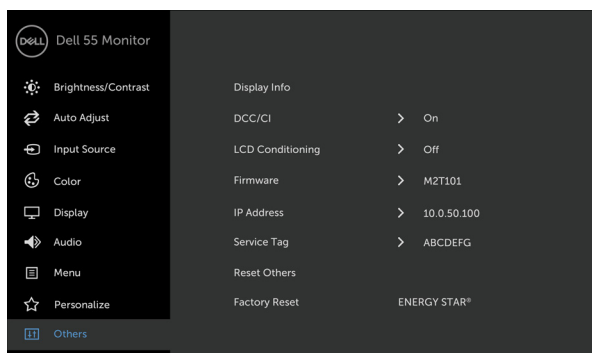 DELL Dell 55 Monitor
Brightness/Contrast
Auto Adjust
Input Source
Color
Display
Audio
Menu
Personalize
Others
Display Info
DCC/CI > On
LCD Conditioning > Off
Firmware > M2T101
IP Address > 10.0.50.100
Service Tag > ABCDEFG
Reset Others
Factory Reset ENERGY STAR®